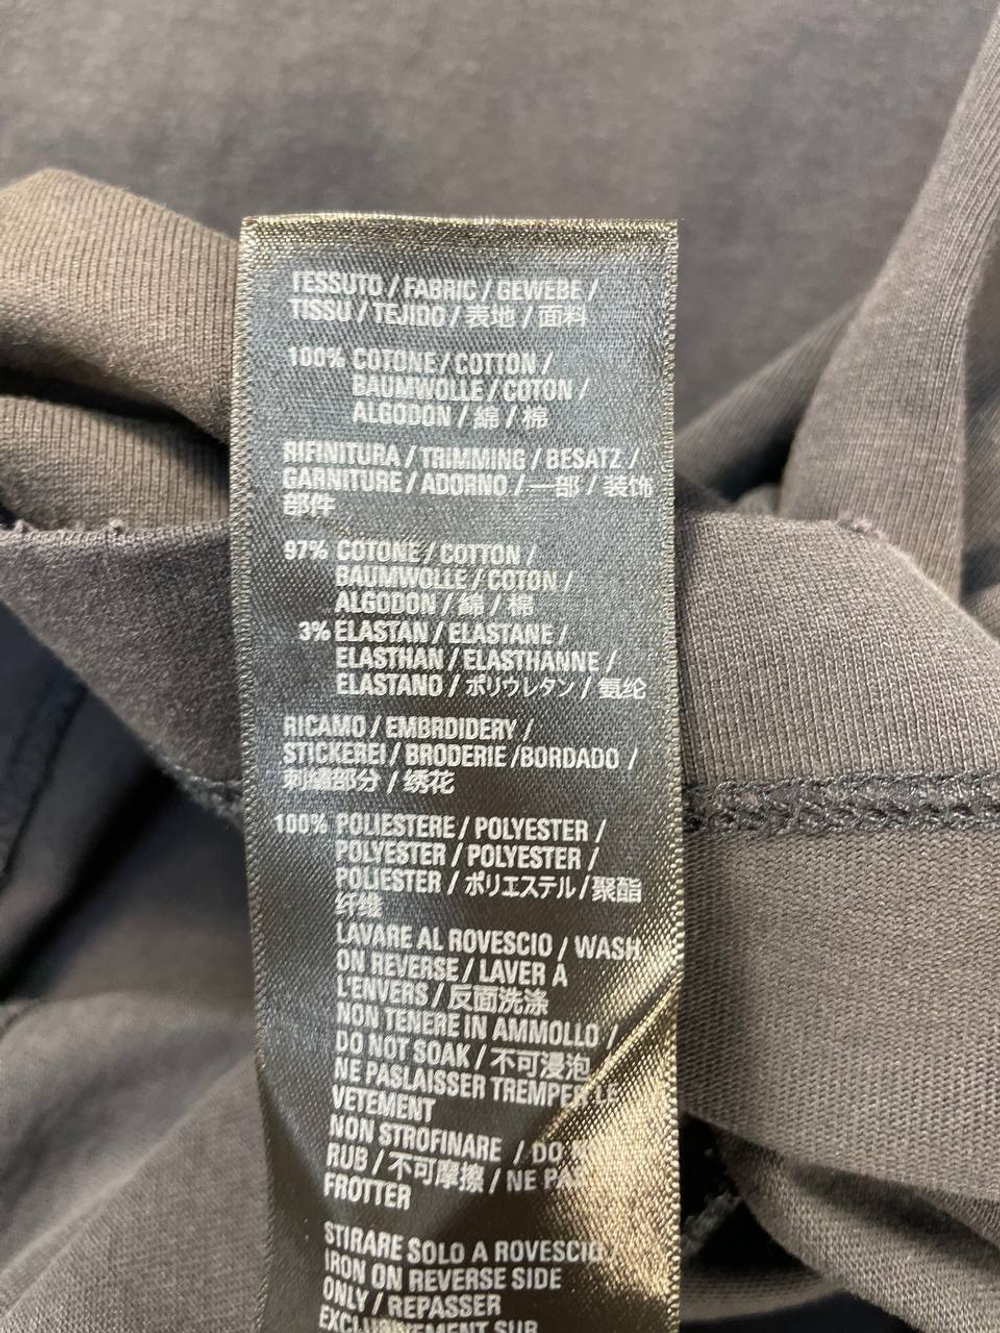 TESSUTO / FABRIC / GEWEBE /
TISSU / TEJIDO / 表地 / 面料
100% COTONE / COTTON /
BAUMWOLLE / COTON /
ALGODON / 綿 / 棉
RIFINITURA / TRIMMING / BESATZ /
GARNITURE / ADORNO / 一部 / 装饰
部件
97% COTONE / COTTON /
BAUMWOLLE / COTON /
ALGODON / 綿 / 棉
3% ELASTAN / ELASTANE /
ELASTHAN / ELASTHANNE /
ELASTANO / ポリウレタン / 氨纶
RICAMO / EMBRDIDERY /
STICKEREI / BRODERIE /BORDADO /
刺繍部分 / 绣花
100% POLIESTERE / POLYESTER /
POLYESTER / POLYESTER /
POLIESTER / ポリエステル / 聚酯
纤维
LAVARE AL ROVESCIO / WASH
ON REVERSE / LAVER À
L'ENVERS / 反面洗涤
NON TENERE IN AMMOLLO /
DO NOT SOAK / 不可浸泡
NE PASLAISSER TREMPER LE
VETEMENT
NON STROFINARE / DO
RUB / 不可摩擦 / NE PAS
FROTTER
STIRARE SOLO A ROVESCIO /
IRON ON REVERSE SIDE
ONLY / REPASSER
EXCLUSIVEMENT SUR